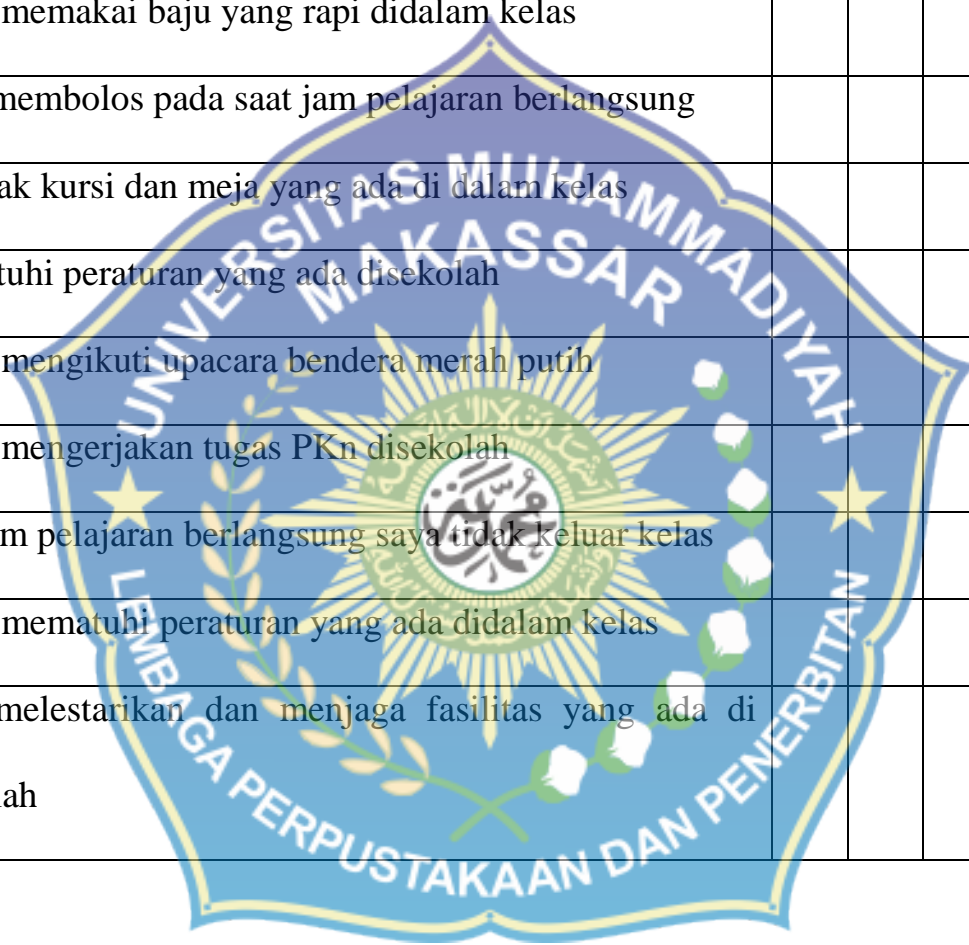 memakai baju yang rapi didalam kelas
membolos pada saat jam pelajaran berlangsung
ak kursi dan meja yang ada di dalam kelas
tuhi peraturan yang ada disekolah
mengikuti upacara bendera merah putih
mengerjakan tugas PKn disekolah
m pelajaran berlangsung saya tidak keluar kelas
mematuhi peraturan yang ada didalam kelas
melestarikan dan menjaga fasilitas yang ada di
lah
UNIVERSITAS MUHAMMADIYAH
MAKASSAR
LEMBAGA PERPUSTAKAAN DAN PENERBITAN